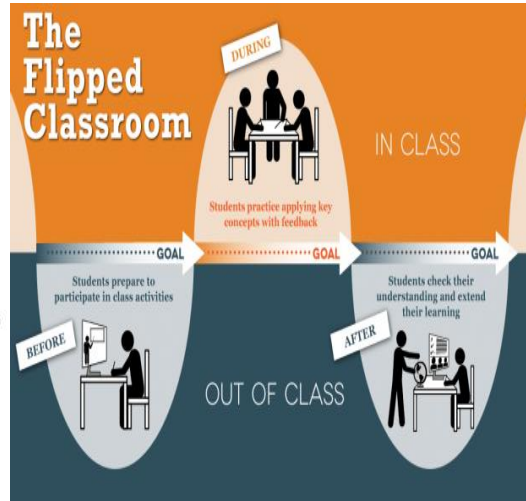 The
Flipped
Classroom
DURING
IN CLASS
Students practice applying key
concepts with feedback
GOAL
GOAL
GOAL
Students prepare to
participate in class activities
BEFORE
OUT OF CLASS
Students check their
understanding and extend
their learning
AFTER